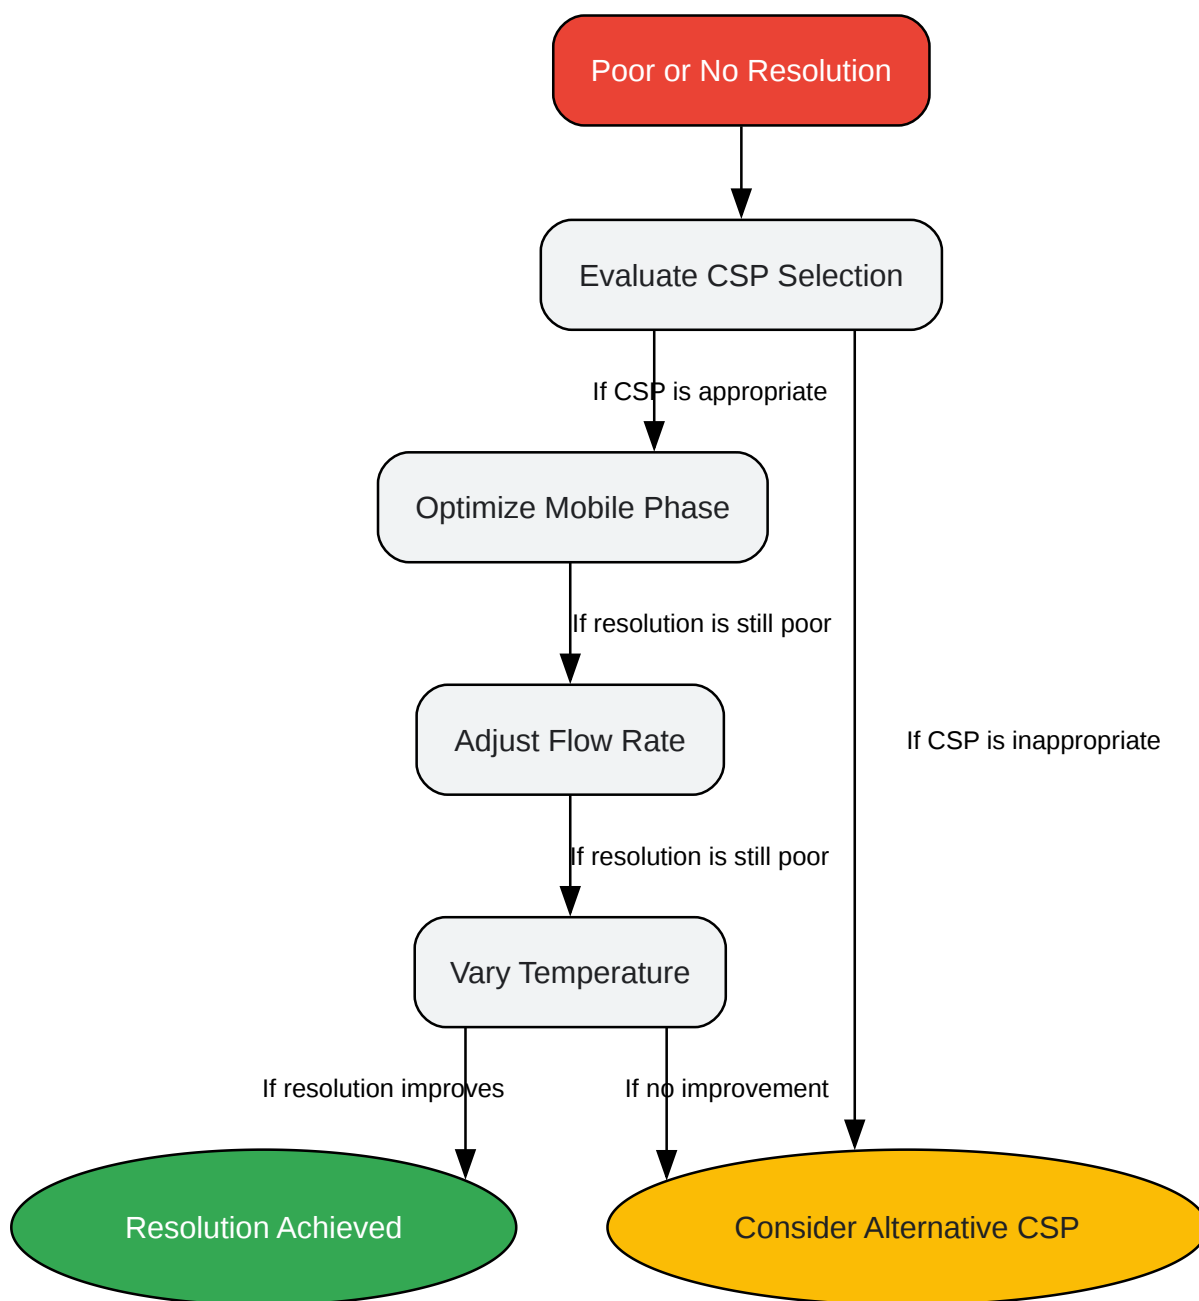 Poor or No Resolution
Evaluate CSP Selection
If CSP is appropriate
Optimize Mobile Phase
If resolution is still poor
Adjust Flow Rate
If CSP is inappropriate
If resolution is still poor
Vary Temperature
If resolution improves
If no improvement
Resolution Achieved
Consider Alternative CSP